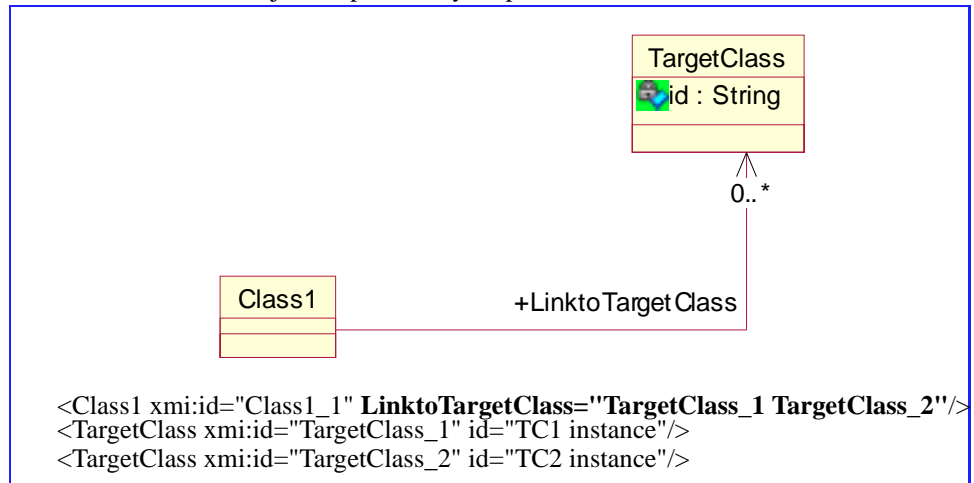 TargetClass
id : String
0..*
Class1
+LinktoTargetClass
<Class1 xmi:id="Class1_1" LinktoTargetClass="TargetClass_1 TargetClass_2"/>
<TargetClass xmi:id="TargetClass_1" id="TC1 instance"/>
<TargetClass xmi:id="TargetClass_2" id="TC2 instance"/>